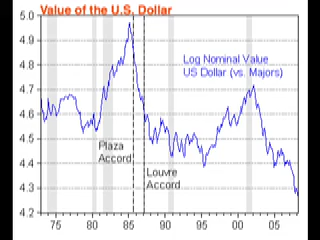 Value of the U.S. Dollar
5.0
4.9
4.8
4.7
4.6
4.5
4.4
4.3
4.2
Log Nominal Value
US Dollar (vs. Majors)
Plaza
Accord
Louvre
Accord
75 80 85 90 95 00 05